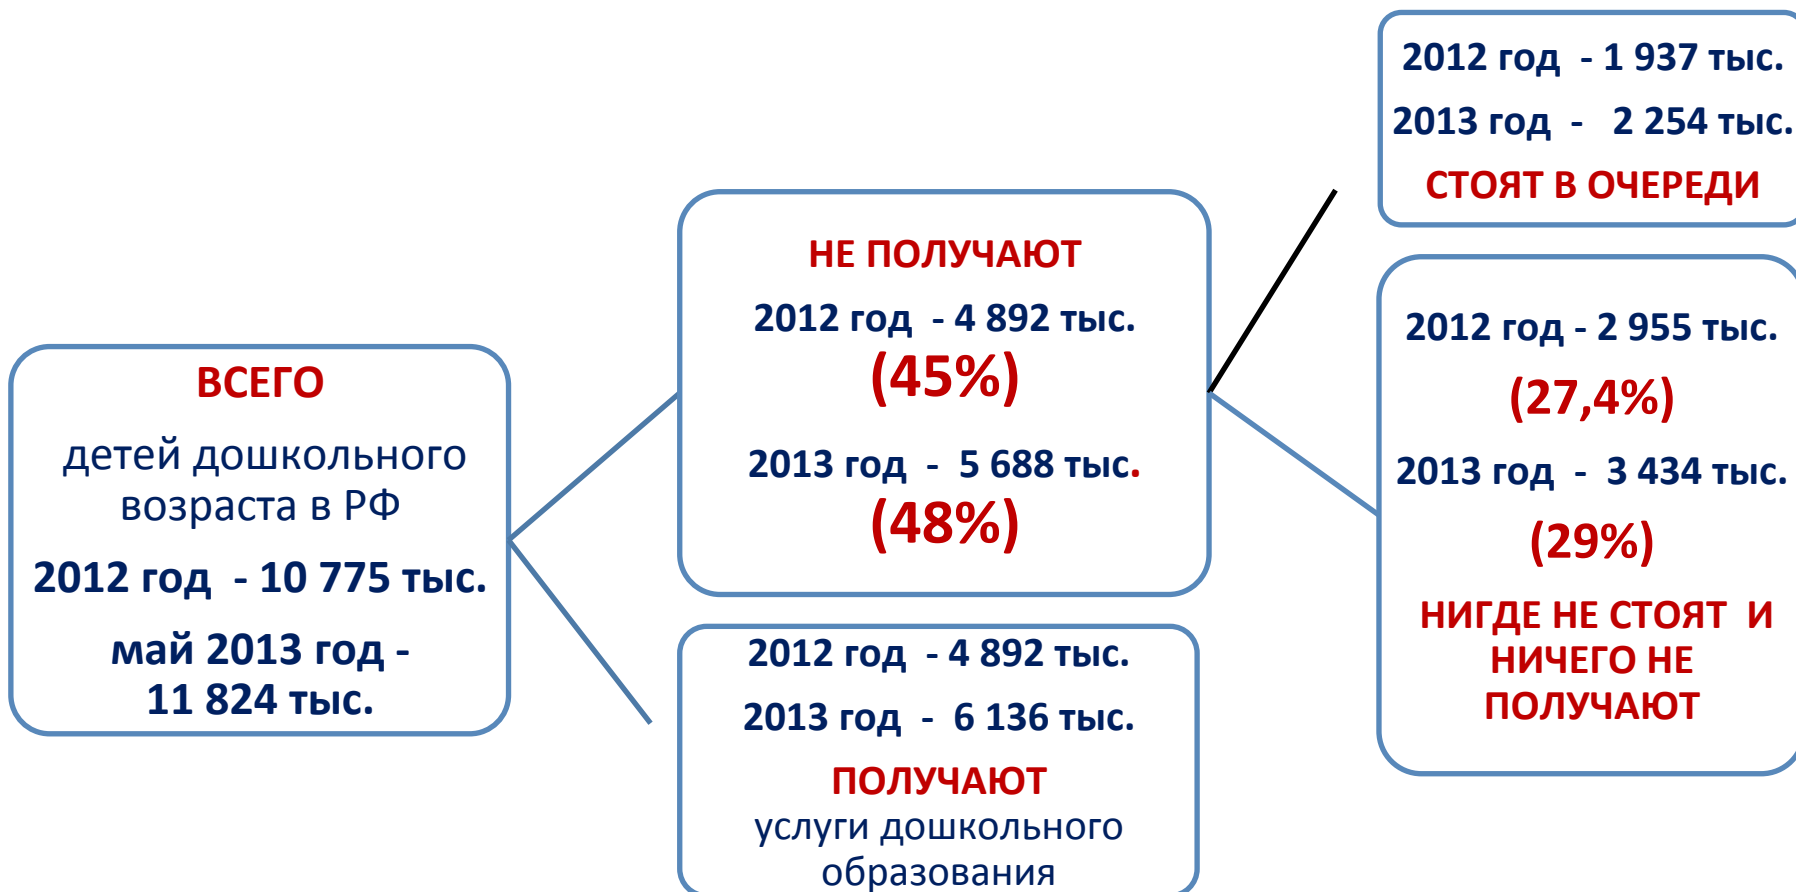 ВСЕГО
детей дошкольного
возраста в РФ
2012 год - 10 775 тыс.
май 2013 год -
11 824 тыс.
НЕ ПОЛУЧАЮТ
2012 год - 4 892 тыс.
(45%)
2013 год - 5 688 тыс.
(48%)
2012 год - 4 892 тыс.
2013 год - 6 136 тыс.
ПОЛУЧАЮТ
услуги дошкольного
образования
2012 год - 1 937 тыс.
2013 год - 2 254 тыс.
СТОЯТ В ОЧЕРЕДИ
2012 год - 2 955 тыс.
(27,4%)
2013 год - 3 434 тыс.
(29%)
НИГДЕ НЕ СТОЯТ И
НИЧЕГО НЕ
ПОЛУЧАЮТ